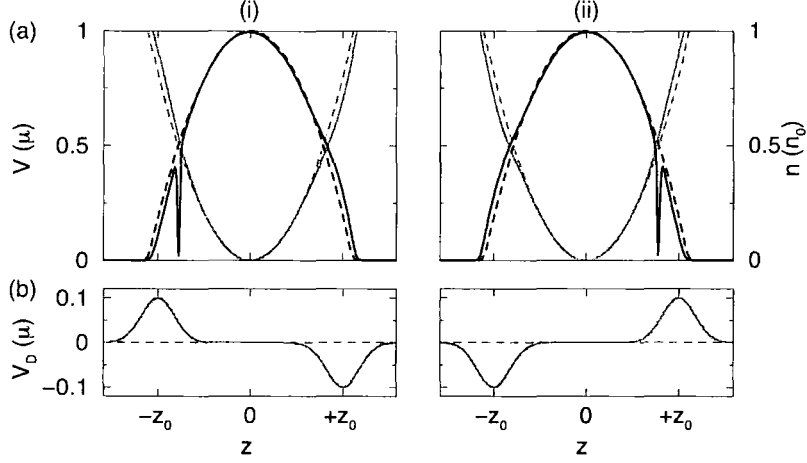 (i) (ii)
(a) 1 1
V (μ) 0.5 0.5 n (n₀)
0 0
(b) 0.1
V_D (μ) 0
−0.1
−z₀ 0 +z₀ −z₀ 0 +z₀
z z